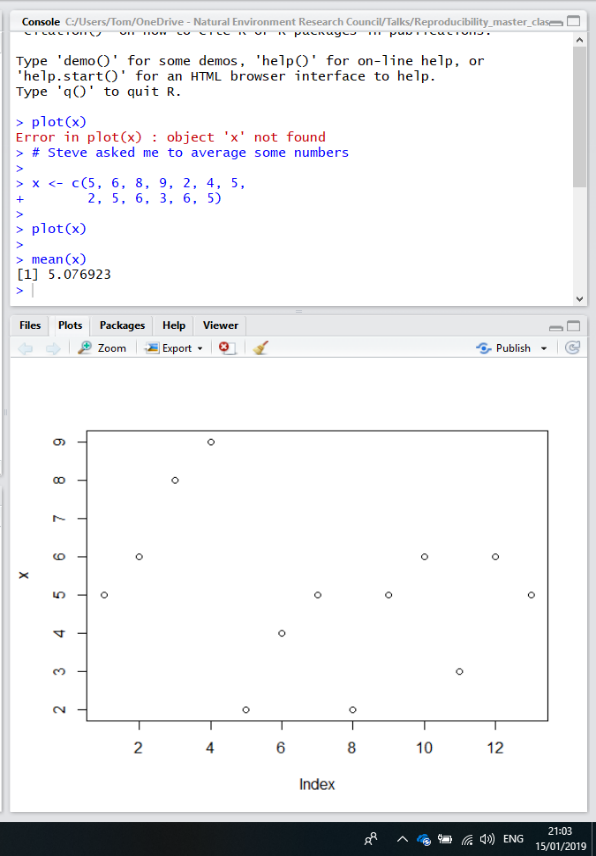 Console C:/Users/Tom/OneDrive - Natural Environment Research Council/Talks/Reproducibility_master_clas
'citation()' on how to cite R or R packages in publications.
Type 'demo()' for some demos, 'help()' for on-line help, or
'help.start()' for an HTML browser interface to help.
Type 'q()' to quit R.
> plot(x)
Error in plot(x) : object 'x' not found
> # Steve asked me to average some numbers
>
> x <- c(5, 6, 8, 9, 2, 4, 5,
+ 2, 5, 6, 3, 6, 5)
>
> plot(x)
>
> mean(x)
[1] 5.076923
>
Files Plots Packages Help Viewer
Zoom Export Publish
9
8
7
6
5
4
3
2
x
2 4 6 8 10 12
Index
ENG
21:03
15/01/2019